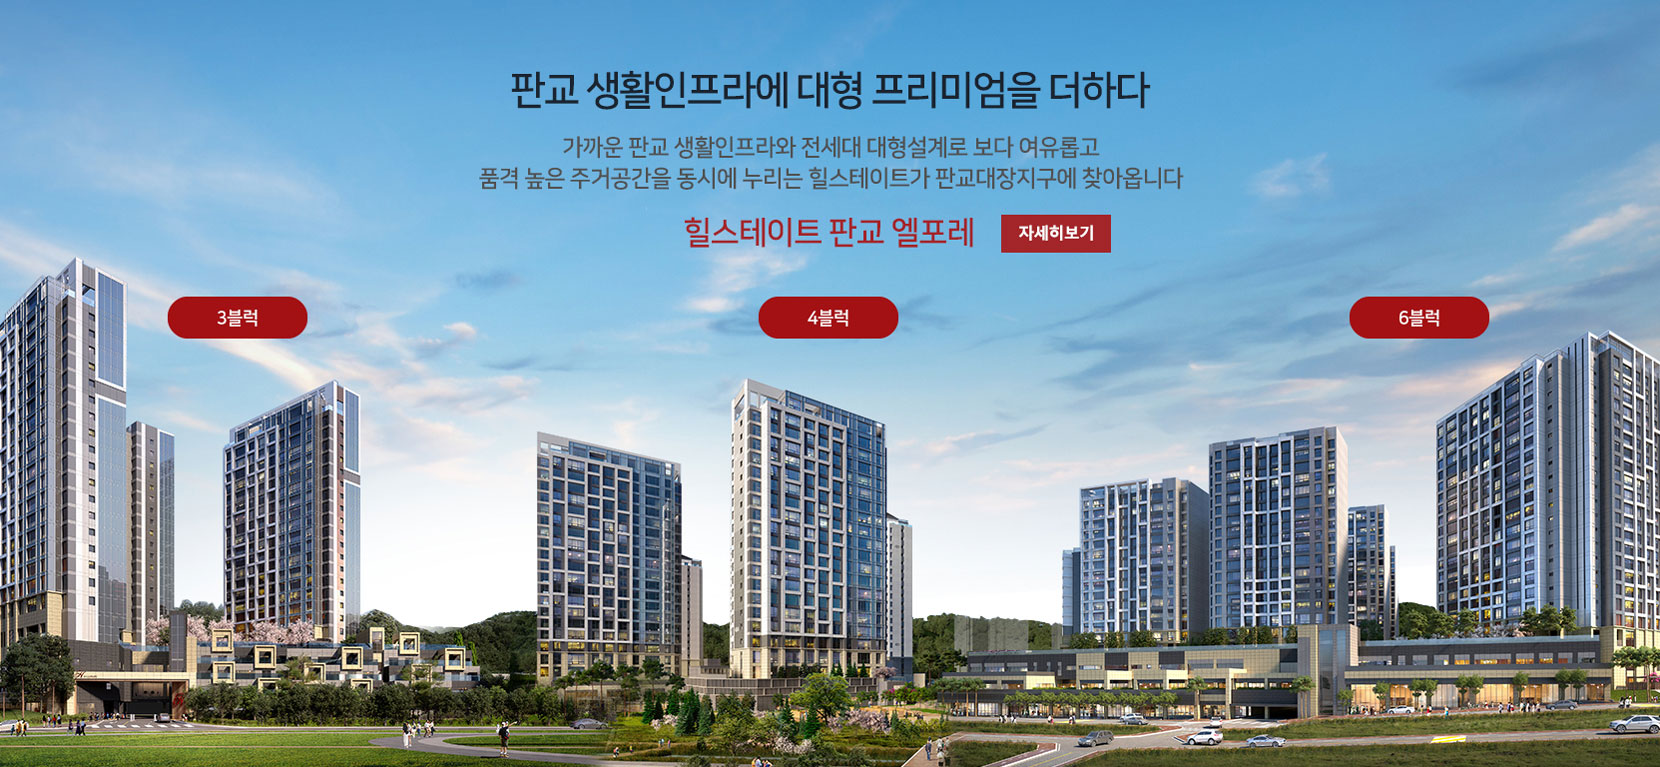 판교 생활인프라에 대형 프리미엄을 더하다
가까운 판교 생활인프라와 전세대 대형설계로 보다 여유롭고
품격 높은 주거공간을 동시에 누리는 힐스테이트가 판교대장지구에 찾아옵니다
힐스테이트 판교 엘포레
자세히보기
3블럭
4블럭
6블럭